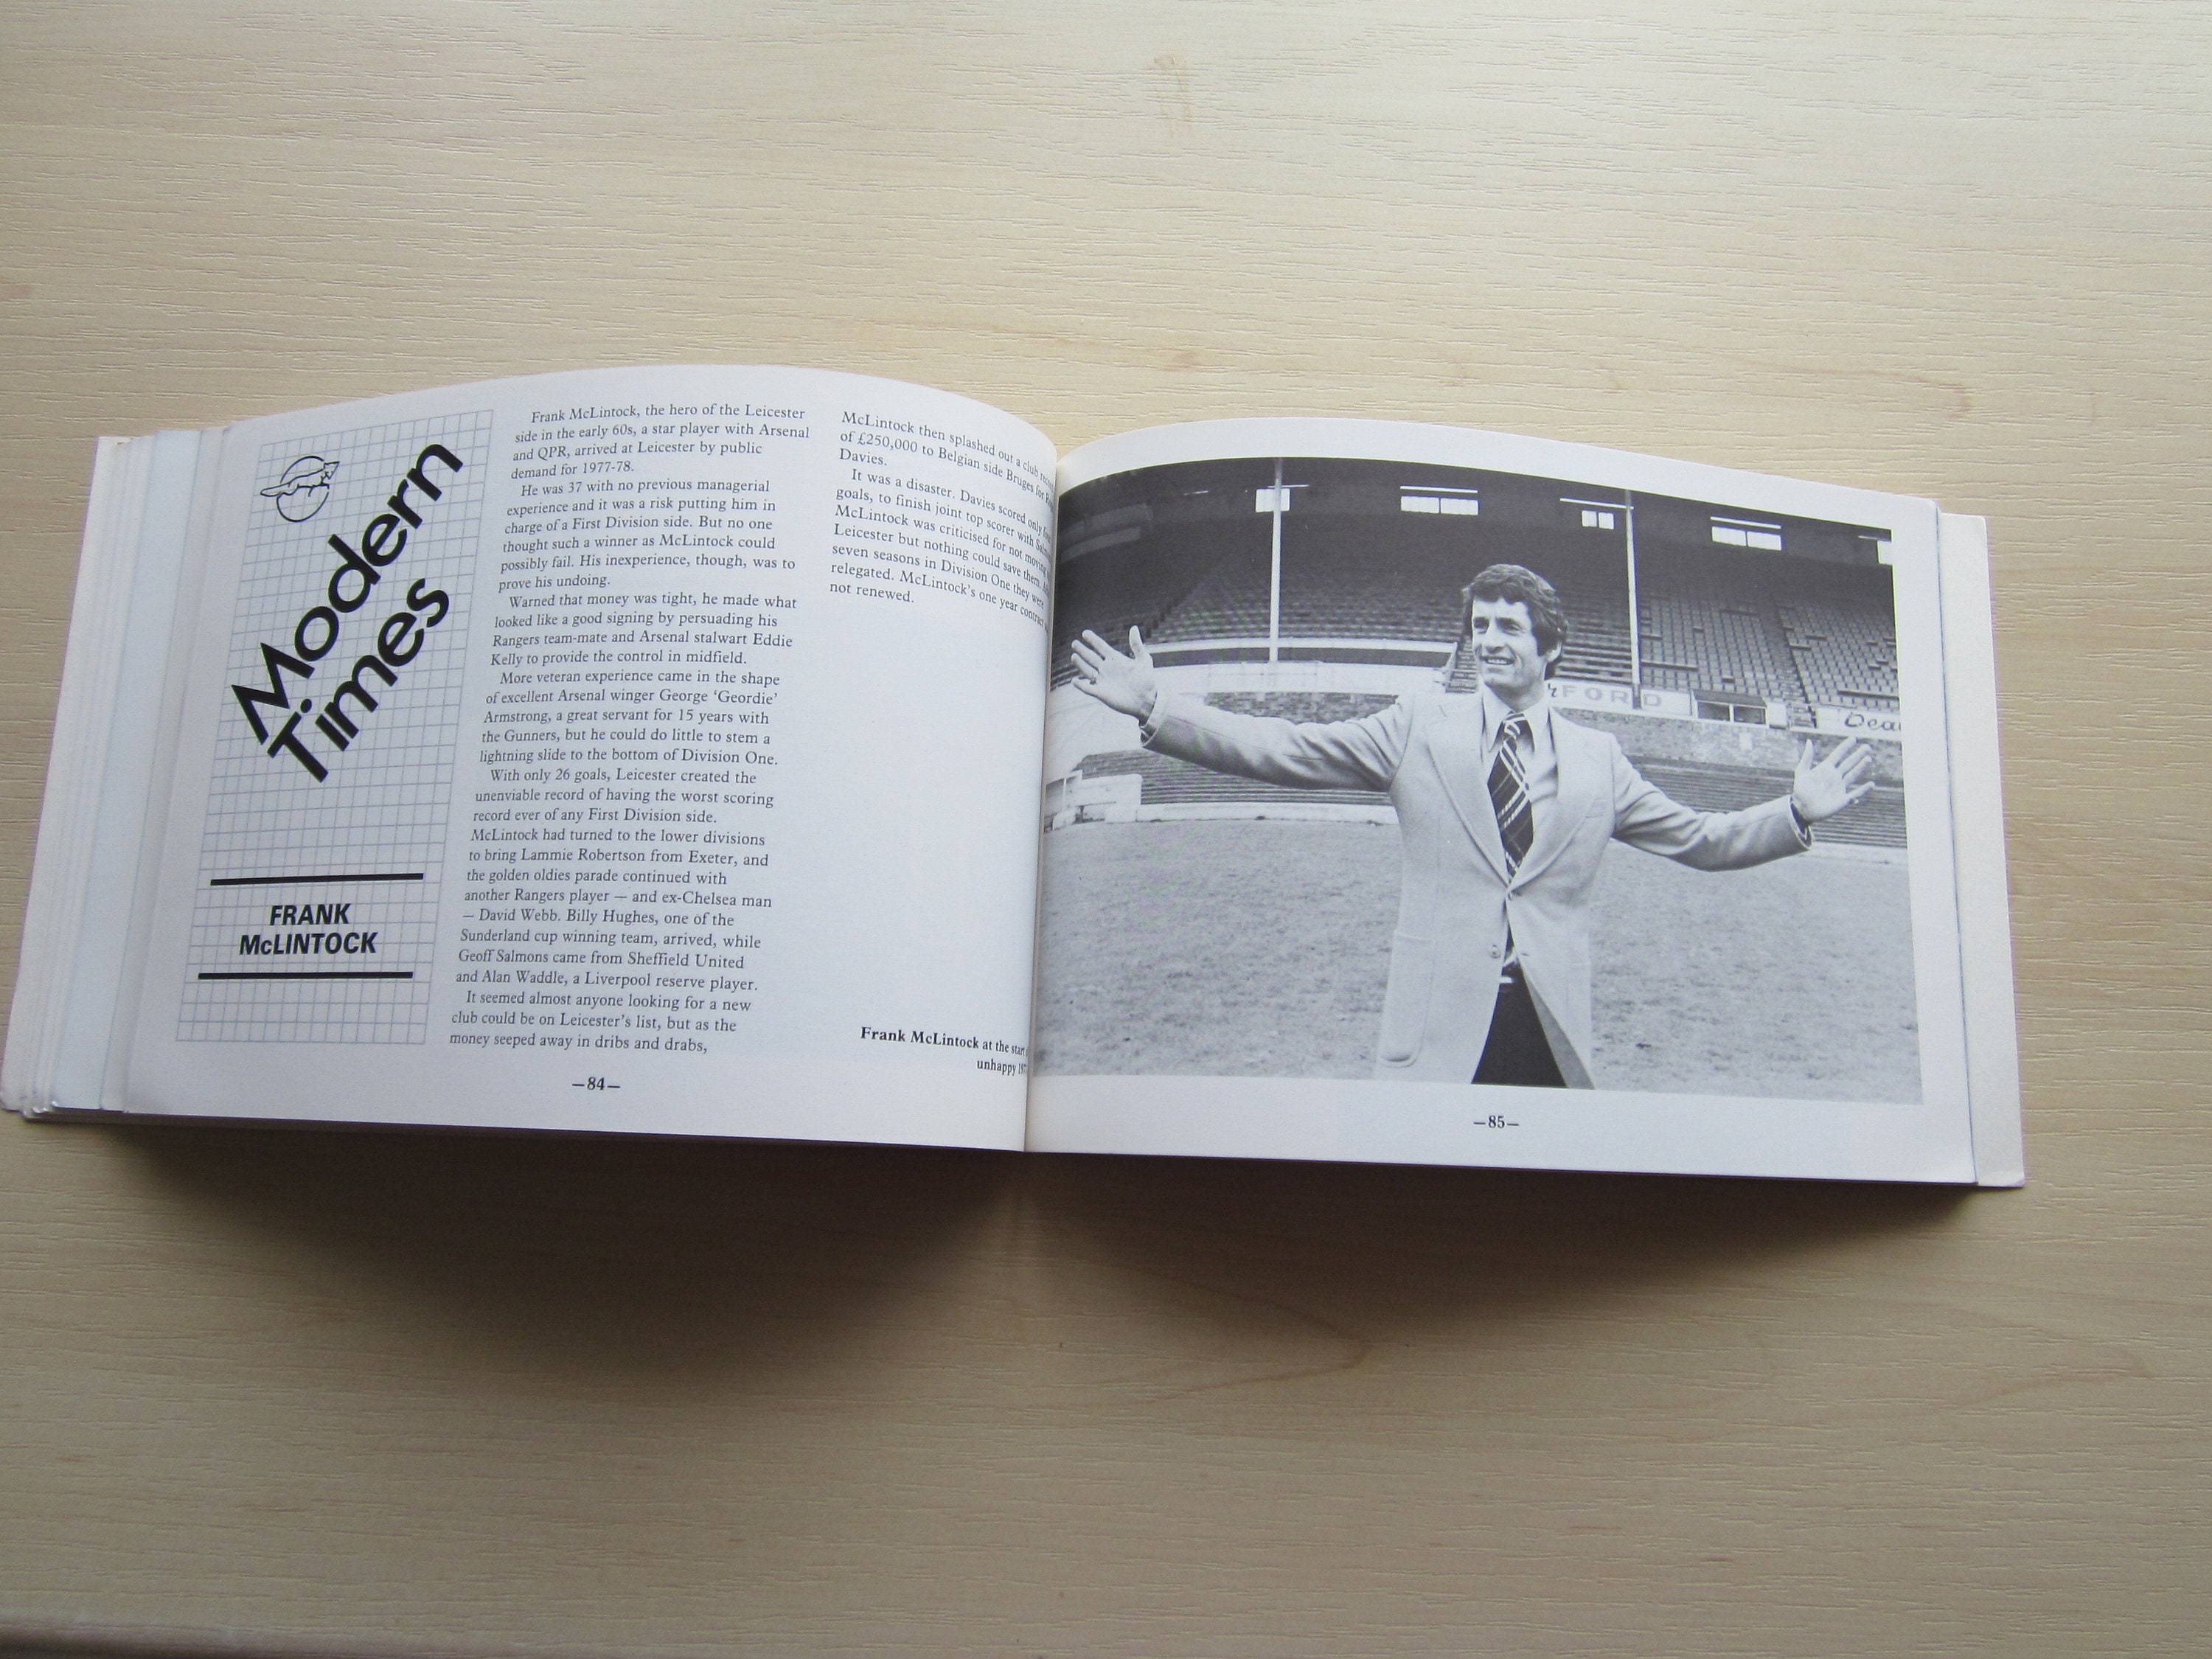 Modern
Times
FRANK
McLINTOCK
Frank McLintock, the hero of the Leicester
side in the early 60s, a star player with Arsenal
and QPR, arrived at Leicester by public
demand for 1977-78.
He was 37 with no previous managerial
experience and it was a risk putting him in
charge of a First Division side. But no one
thought such a winner as McLintock could
possibly fail. His inexperience, though, was to
prove his undoing.
Warned that money was tight, he made what
looked like a good signing by persuading his
Rangers team-mate and Arsenal stalwart Eddie
Kelly to provide the control in midfield.
More veteran experience came in the shape
of excellent Arsenal winger George ‘Geordie’
Armstrong, a great servant for 15 years with
the Gunners, but he could do little to stem a
lightning slide to the bottom of Division One.
With only 26 goals, Leicester created the
unenviable record of having the worst scoring
record ever of any First Division side.
McLintock had turned to the lower divisions
to bring Lammie Robertson from Exeter, and
the golden oldies parade continued with
another Rangers player — and ex-Chelsea man
— David Webb. Billy Hughes, one of the
Sunderland cup winning team, arrived, while
Geoff Salmons came from Sheffield United
and Alan Waddle, a Liverpool reserve player.
It seemed almost anyone looking for a new
club could be on Leicester's list, but as the
money seeped away in dribs and drabs,
McLintock then splashed out a club
of £250,000 to Belgian side Bruges for
Davies.
It was a disaster. Davies scored only
goals, to finish joint top scorer with
McLintock was criticised for not moving
Leicester but nothing could save them.
seven seasons in Division One they were
relegated. McLintock's one year contract
not renewed.
Frank McLintock at the start
unhappy
—84—
FORD
—85—